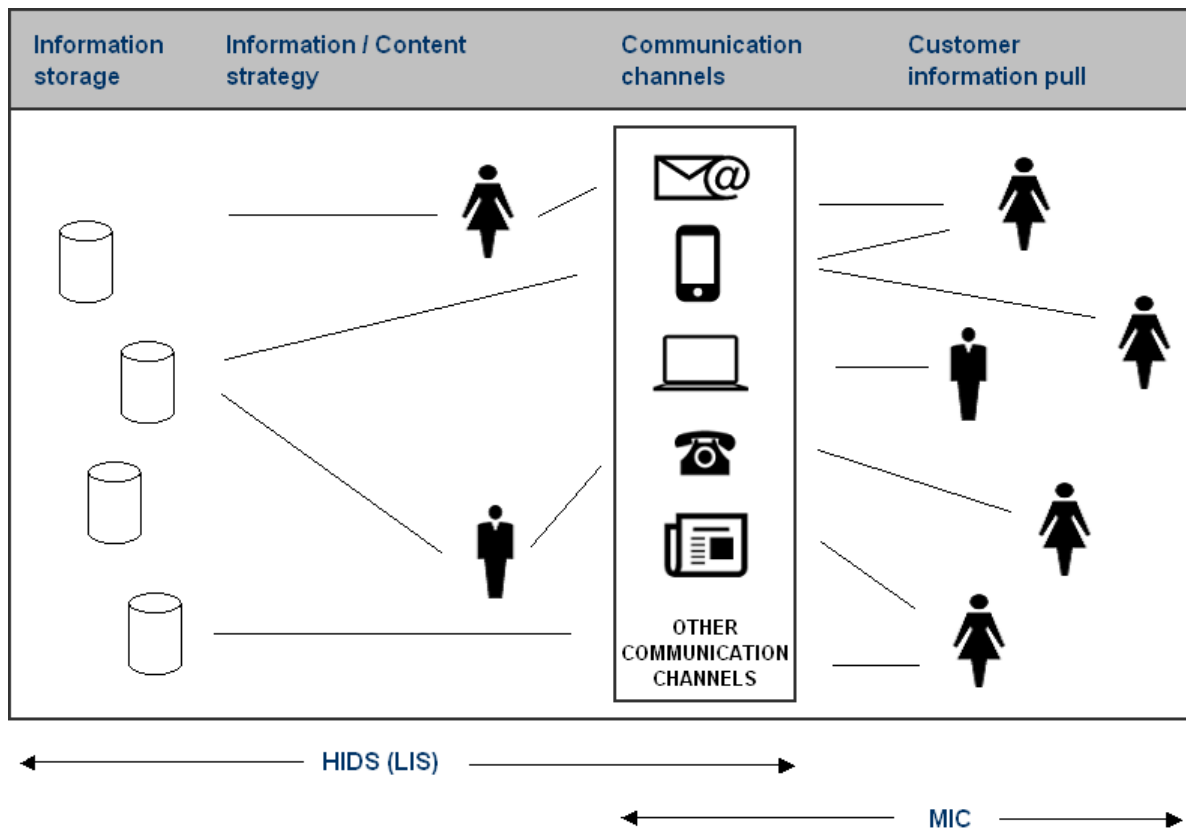 Information
storage
Information / Content
strategy
Communication
channels
Customer
information pull
@
OTHER
COMMUNICATION
CHANNELS
HIDS (LIS)
MIC